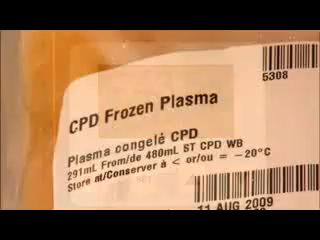 5308
CPD Frozen Plasma
Plasma congelé CPD
291mL From/de 480mL ST CPD WB
Store at/Conserver à < or/ou = -20°C
11 AUG 2009